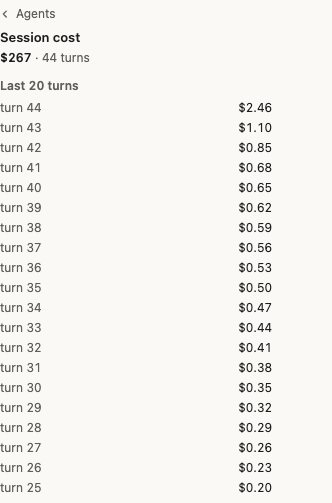 Agents
Session cost
$267 · 44 turns
Last 20 turns
turn 44 $2.46
turn 43 $1.10
turn 42 $0.85
turn 41 $0.68
turn 40 $0.65
turn 39 $0.62
turn 38 $0.59
turn 37 $0.56
turn 36 $0.53
turn 35 $0.50
turn 34 $0.47
turn 33 $0.44
turn 32 $0.41
turn 31 $0.38
turn 30 $0.35
turn 29 $0.32
turn 28 $0.29
turn 27 $0.26
turn 26 $0.23
turn 25 $0.20